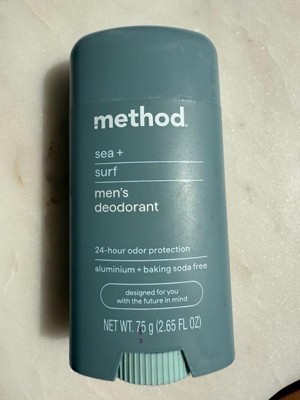 method.
sea +
surf
men's
deodorant
24-hour odor protection
aluminium + baking soda free
designed for you
with the future in mind
NET WT. 75 g (2.65 FL OZ)